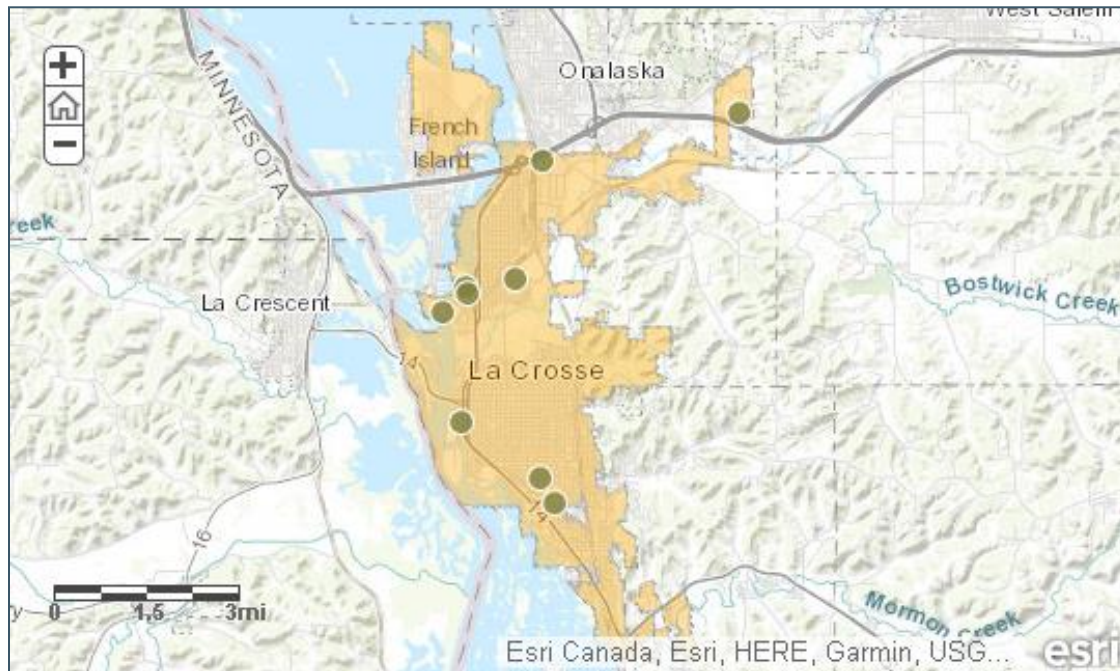 West Salem
+
−
MINNESOTA
Onalaska
French
Island
reek
La Crescent
Bostwick Creek
14
La Crosse
14
16
0 1.5 3mi
Mormon Creek
Esri Canada, Esri, HERE, Garmin, USG...
esri